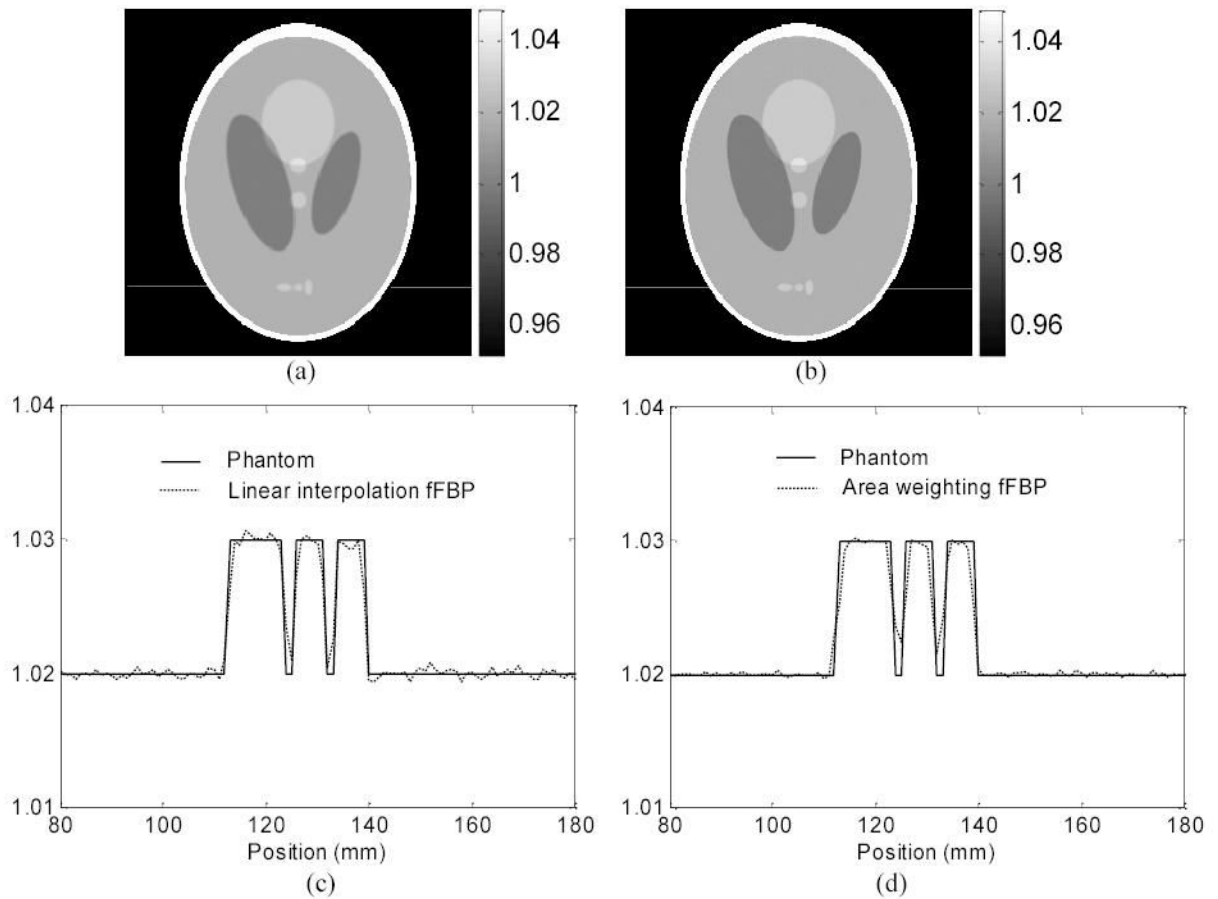 1.04
1.02
1
0.98
0.96
(a)
1.04
1.02
1
0.98
0.96
(b)
1.04
1.03
1.02
1.01
Phantom
Linear interpolation fFBP
80 100 120 140 160 180
Position (mm)
(c)
1.04
1.03
1.02
1.01
Phantom
Area weighting fFBP
80 100 120 140 160 180
Position (mm)
(d)